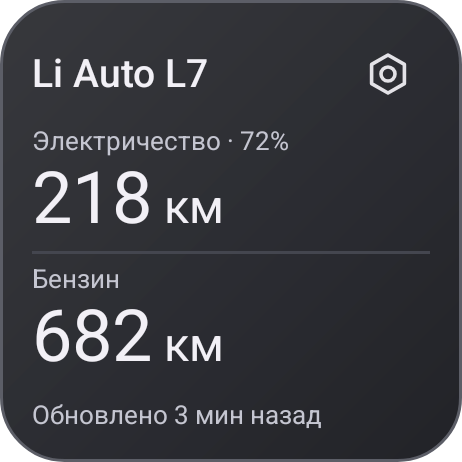 Li Auto L7
Электричество · 72%
218 км
Бензин
682 км
Обновлено 3 мин назад